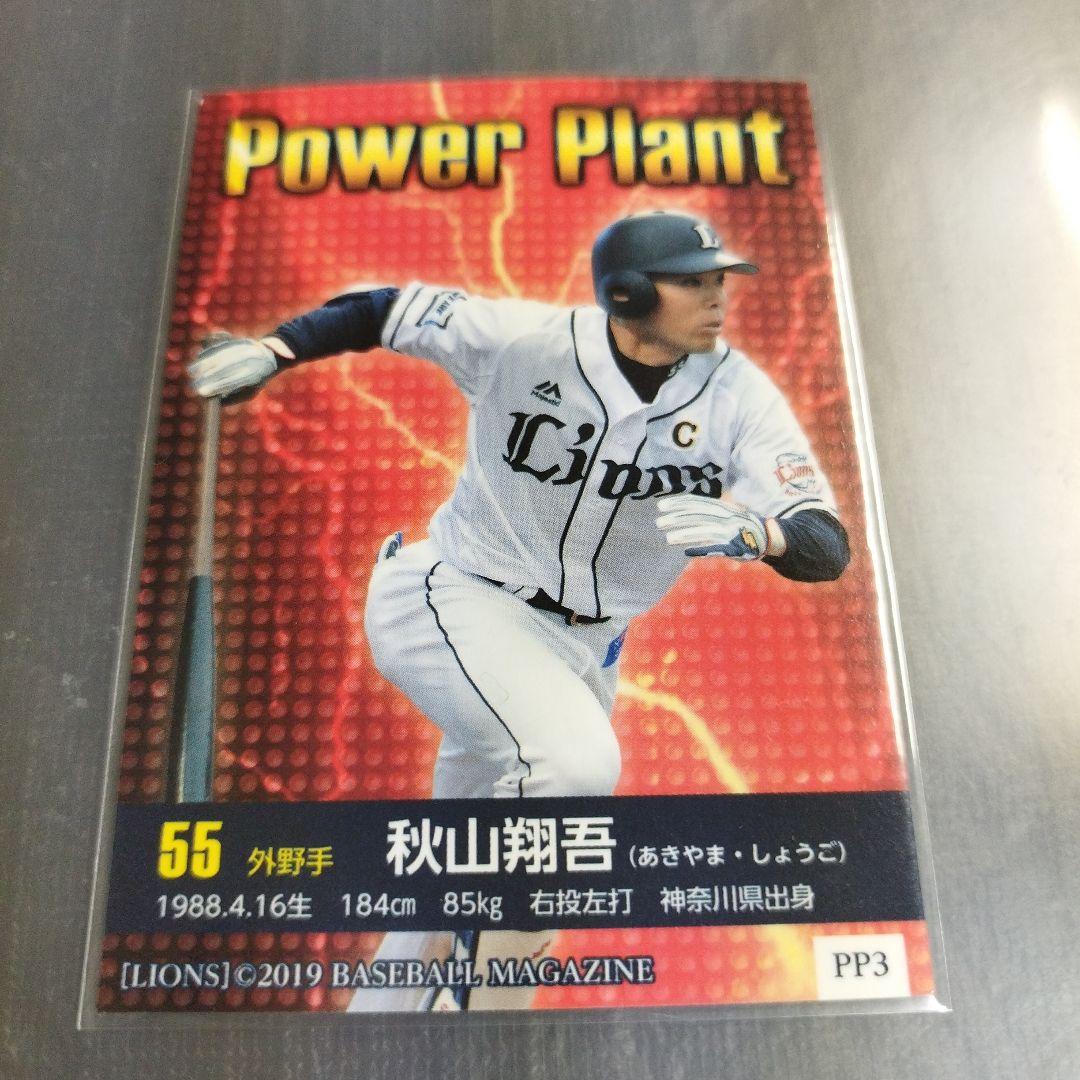 Power Plant
L
Majestic
C
Lions
Lions
55 外野手 秋山翔吾 (あきやま・しょうご)
1988.4.16生 184cm 85kg 右投左打 神奈川県出身
[LIONS]©2019 BASEBALL MAGAZINE
PP3